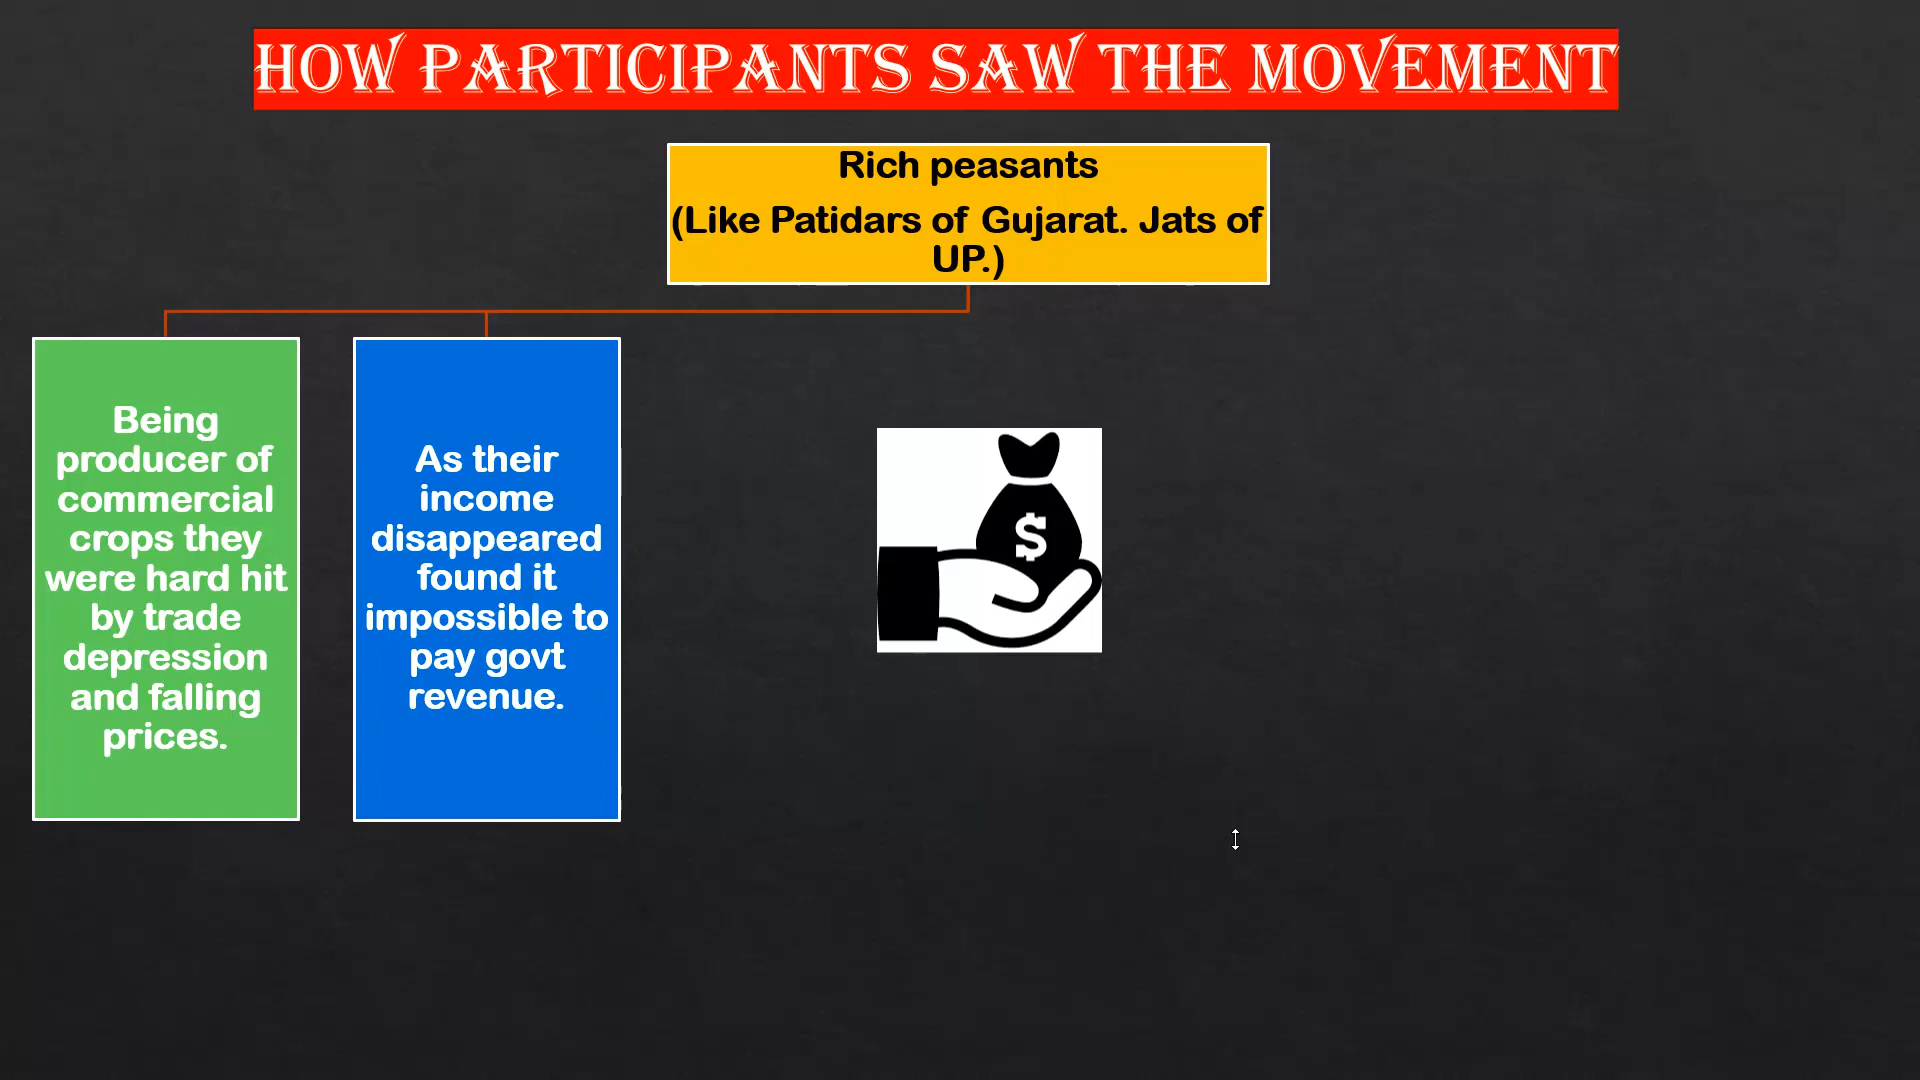 HOW PARTICIPANTS SAW THE MOVEMENT
Rich peasants
(Like Patidars of Gujarat. Jats of
UP.)
Being
producer of
commercial
crops they
were hard hit
by trade
depression
and falling
prices.
As their
income
disappeared
found it
impossible to
pay govt
revenue.
$